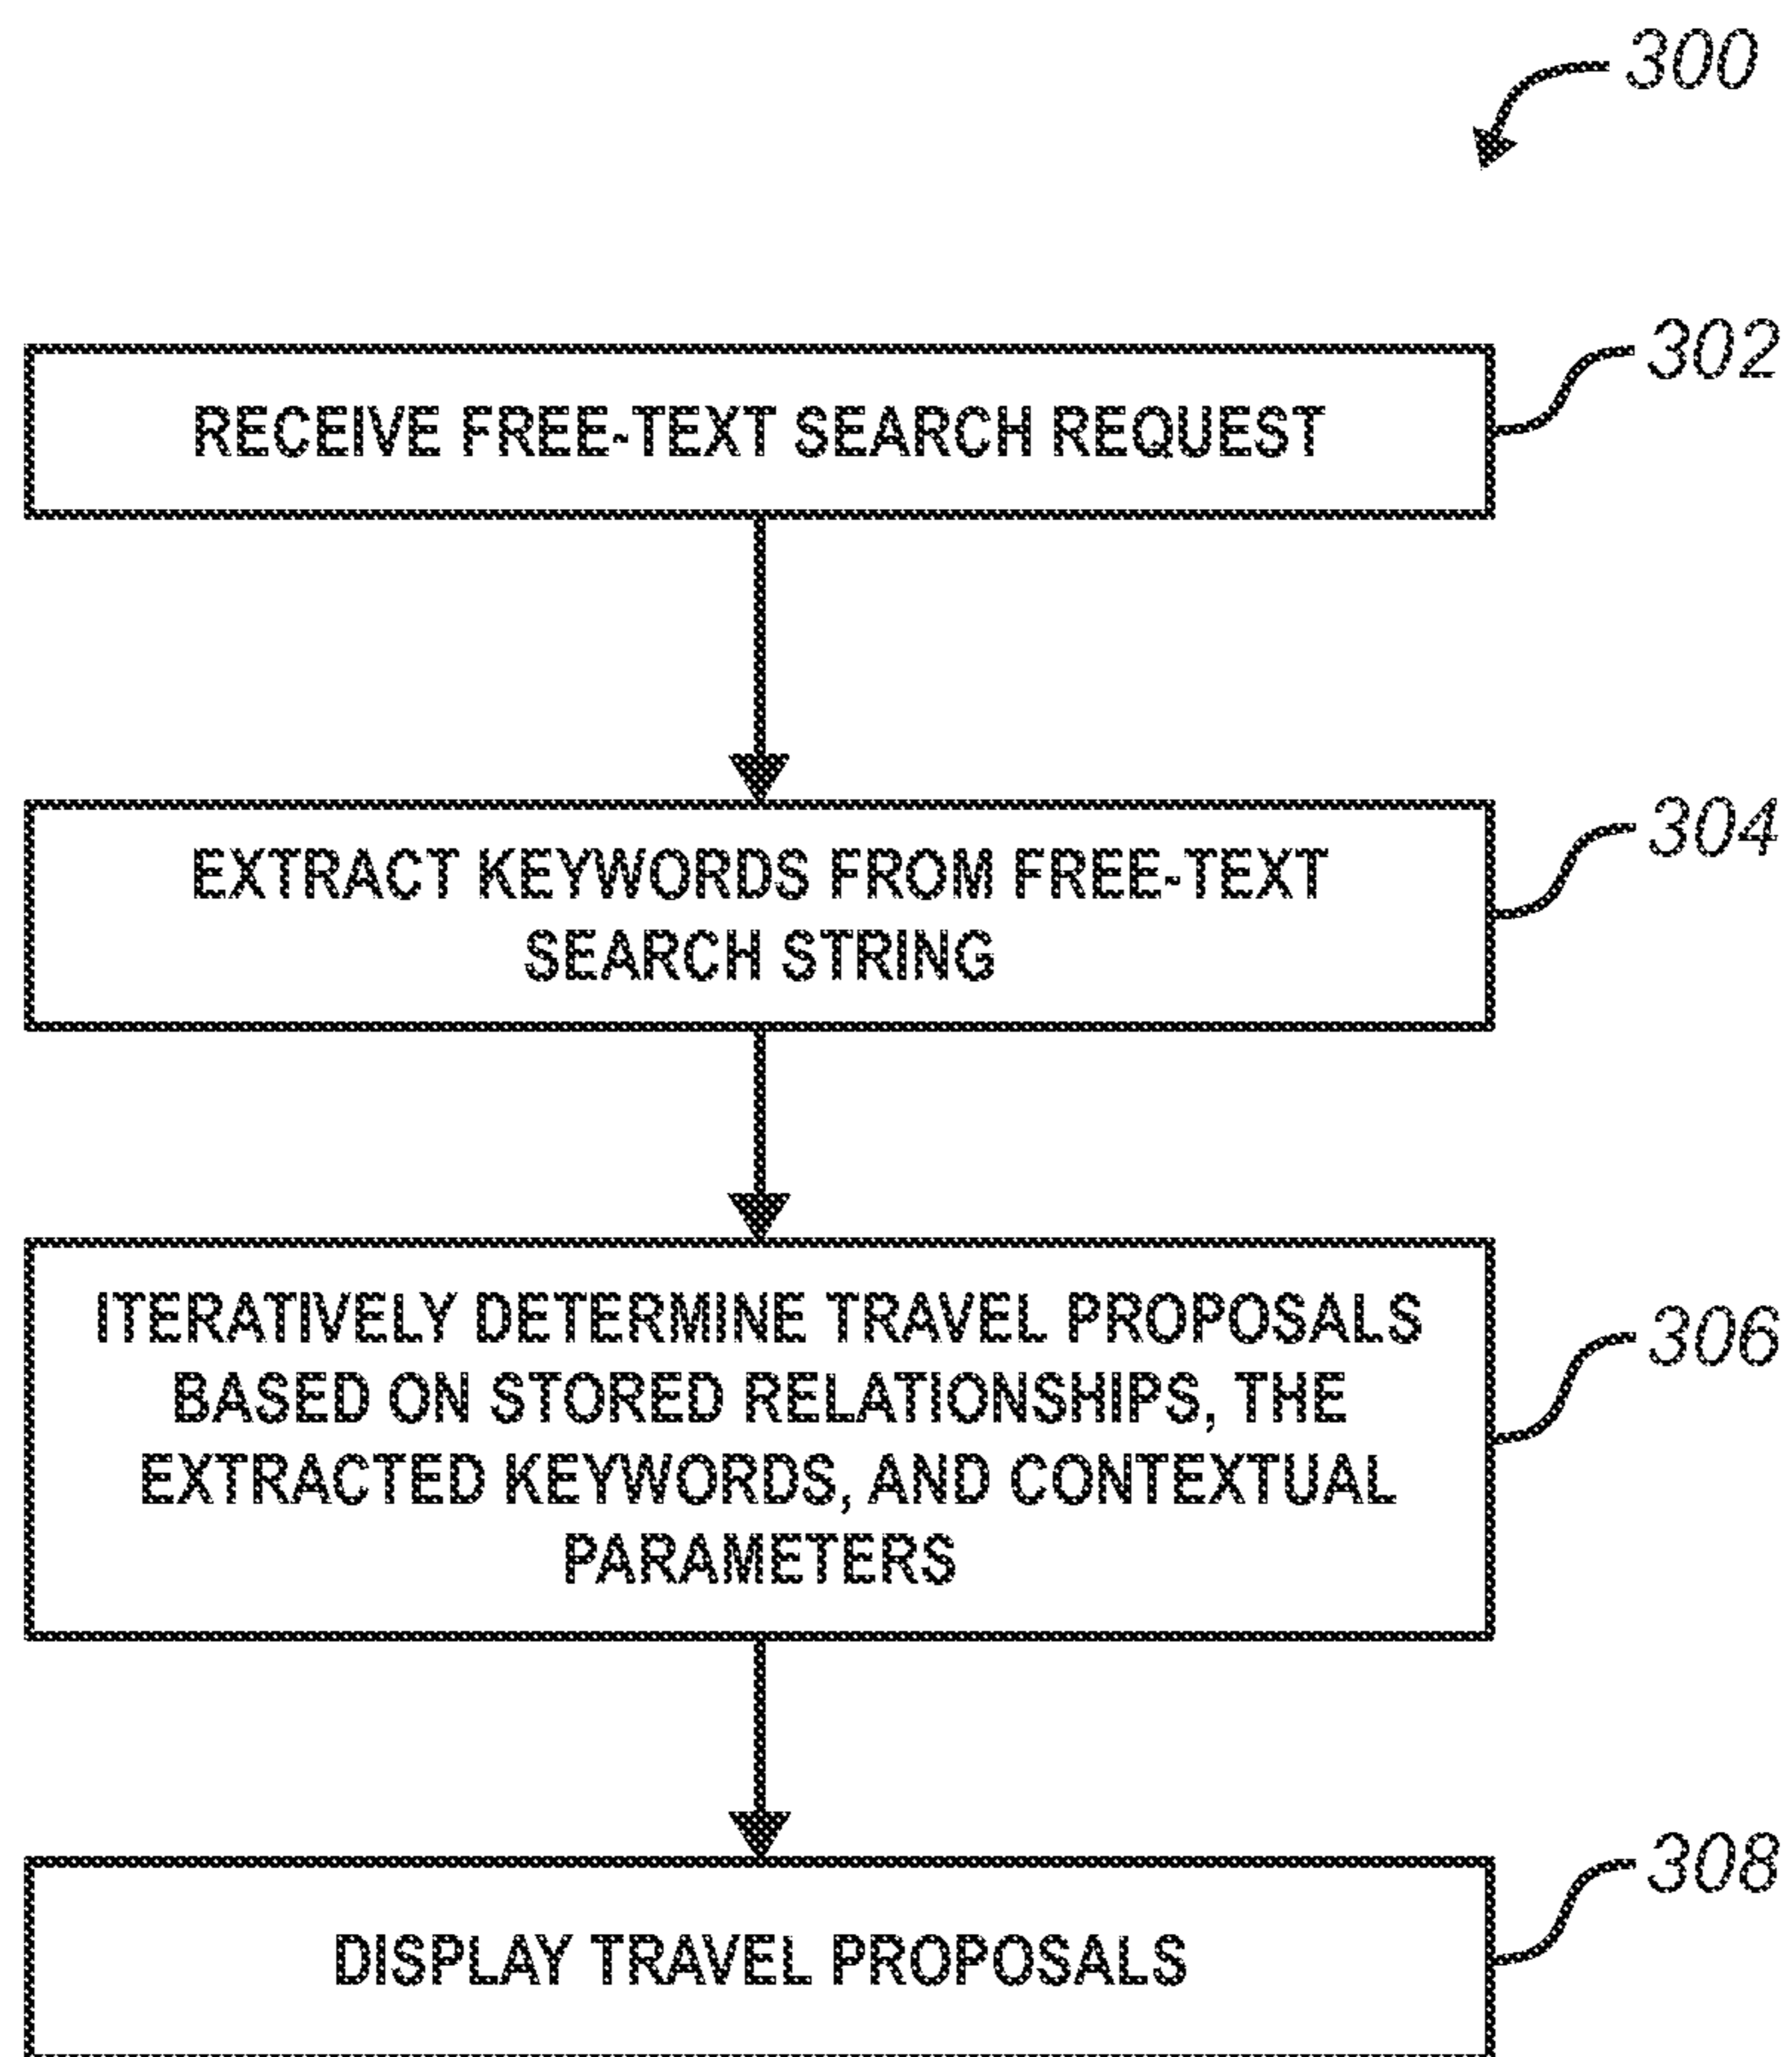 300
302
RECEIVE FREE-TEXT SEARCH REQUEST
304
EXTRACT KEYWORDS FROM FREE-TEXT
SEARCH STRING
306
ITERATIVELY DETERMINE TRAVEL PROPOSALS
BASED ON STORED RELATIONSHIPS, THE
EXTRACTED KEYWORDS, AND CONTEXTUAL
PARAMETERS
308
DISPLAY TRAVEL PROPOSALS